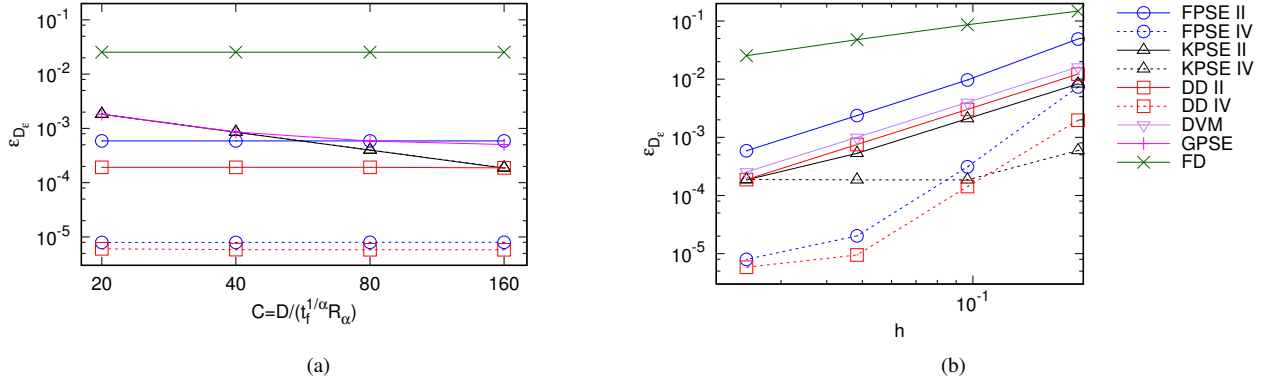 10^-1
10^-2
10^-3
10^-4
10^-5
ε_Dε
20
40
80
160
C=D/(t_f^{1/α}R_α)
(a)
10^-1
10^-2
10^-3
10^-4
10^-5
ε_Dε
10^-1
h
(b)
FPSE II
FPSE IV
KPSE II
KPSE IV
DD II
DD IV
DVM
GPSE
FD